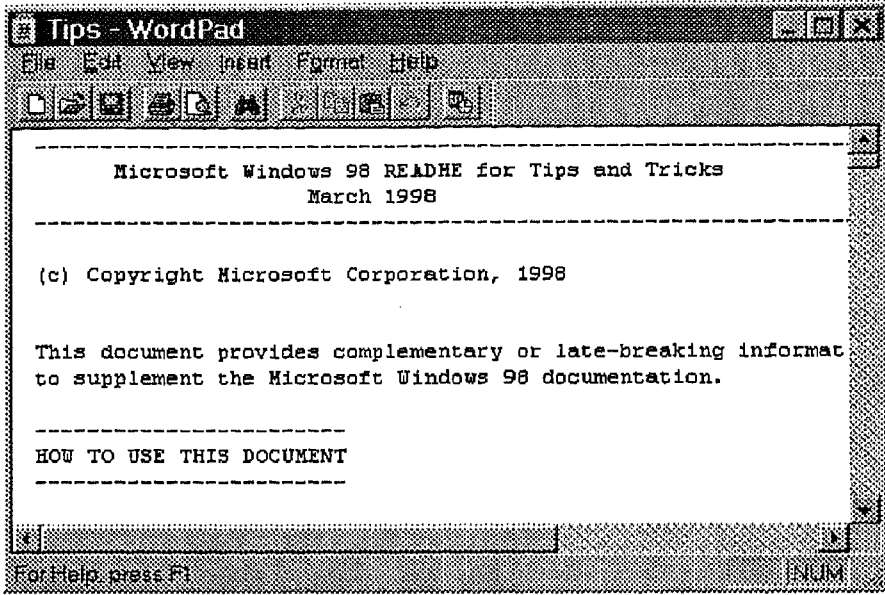 Tips - WordPad
File Edit View Insert Format Help
Microsoft Windows 98 README for Tips and Tricks
March 1998
(c) Copyright Microsoft Corporation, 1998
This document provides complementary or late-breaking informat
to supplement the Microsoft Windows 98 documentation.
HOW TO USE THIS DOCUMENT
For Help, press F1
NUM